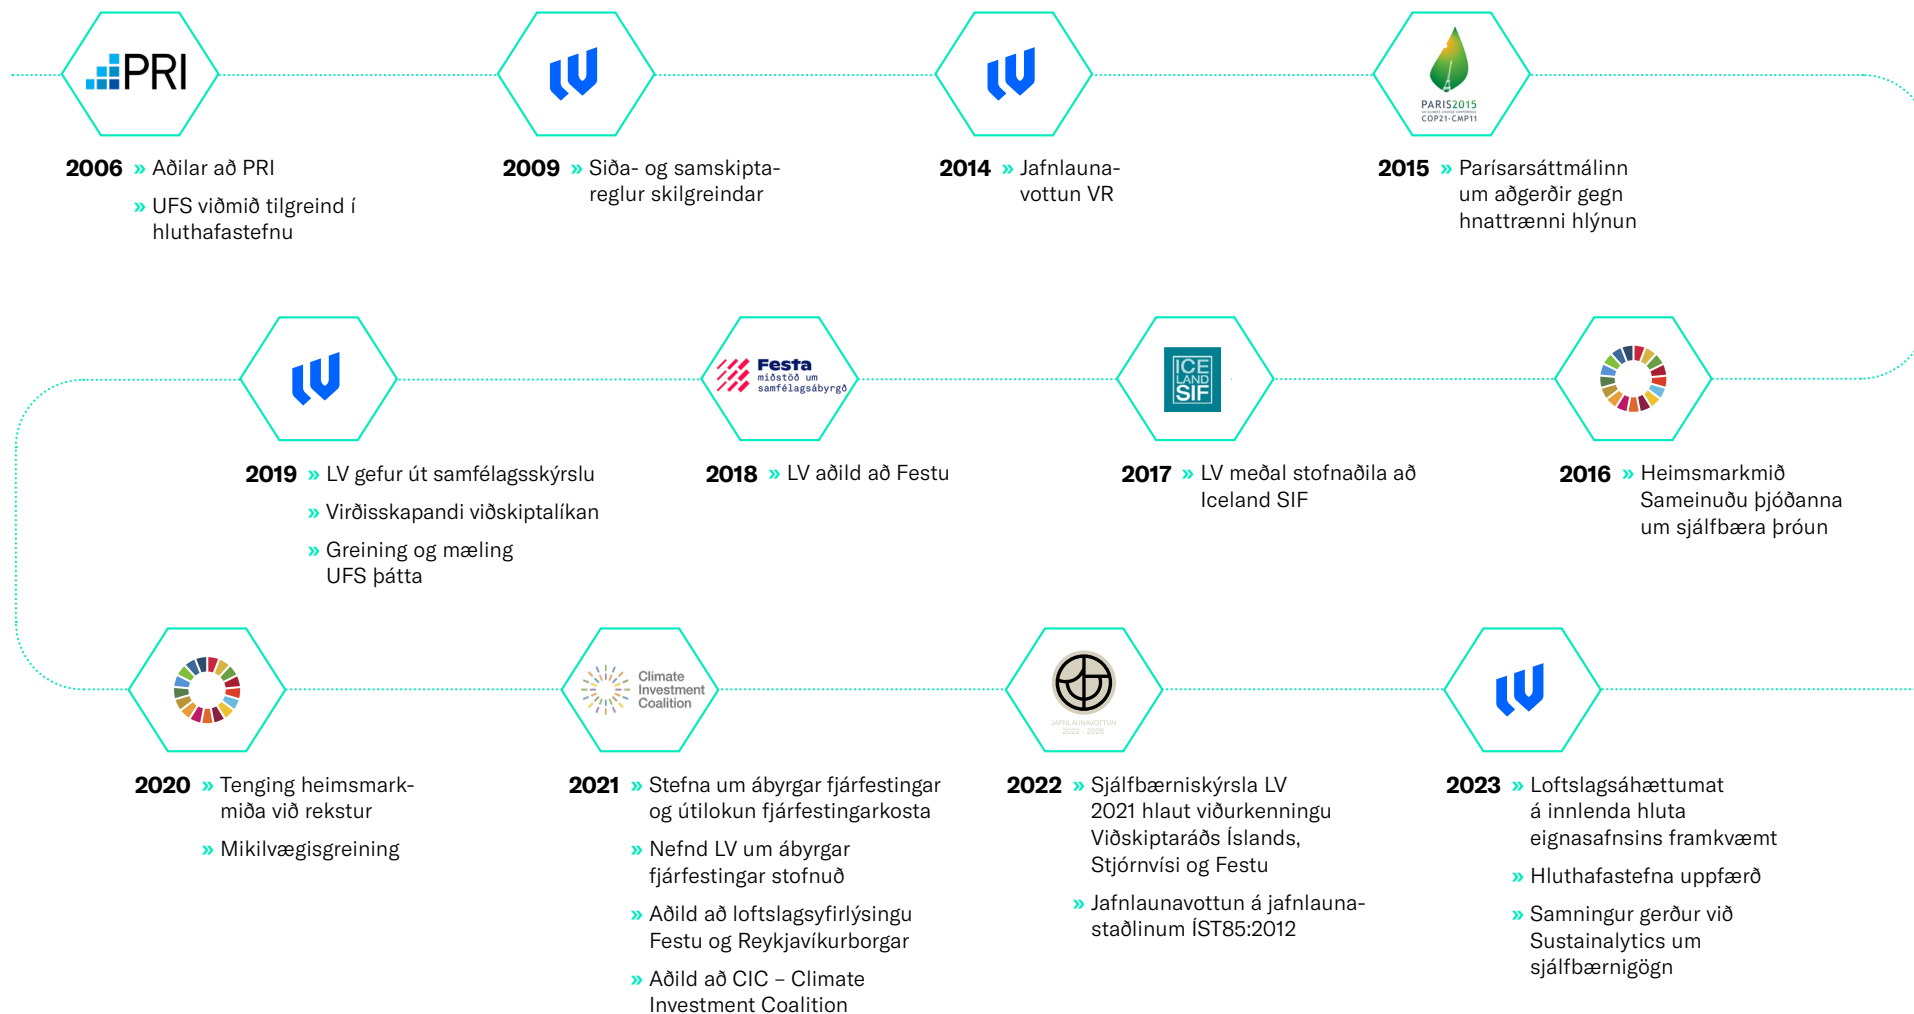 PRI
2006 » Aðilar að PRI
» UFS viðmið tilgreind í
hluthafastefnu
2009 » Siða- og samskipta-
reglur skilgreindar
2014 » Jafnlauna-
vottun VR
PARIS2015
UN CLIMATE CHANGE CONFERENCE
COP21·CMP11
2015 » Parísarsáttmálinn
um aðgerðir gegn
hnattrænni hlýnun
2019 » LV gefur út samfélagsskýrslu
» Virðisskapandi viðskiptalíkan
» Greining og mæling
UFS þátta
Festa
miðstöð um
samfélagsábyrgð
2018 » LV aðild að Festu
ICE
LAND
SIF
2017 » LV meðal stofnaðila að
Iceland SIF
2016 » Heimsmarkmið
Sameinuðu þjóðanna
um sjálfbæra þróun
2020 » Tenging heimsmark-
miða við rekstur
» Mikilvægisgreining
Climate
Investment
Coalition
2021 » Stefna um ábyrgar fjárfestingar
og útilokun fjárfestingarkosta
» Nefnd LV um ábyrgar
fjárfestingar stofnuð
» Aðild að loftslagsyfirlýsingu
Festu og Reykjavíkurborgar
» Aðild að CIC – Climate
Investment Coalition
JAFNLAUNAVOTTUN
2022 - 2025
2022 » Sjálfbærniskýrsla LV
2021 hlaut viðurkenningu
Viðskiptaráðs Íslands,
Stjórnvísi og Festu
» Jafnlaunavottun á jafnlauna-
staðlinum ÍST85:2012
2023 » Loftslagsáhættumat
á innlenda hluta
eignasafnsins framkvæmt
» Hluthafastefna uppfærð
» Samningur gerður við
Sustainalytics um
sjálfbærnigögn